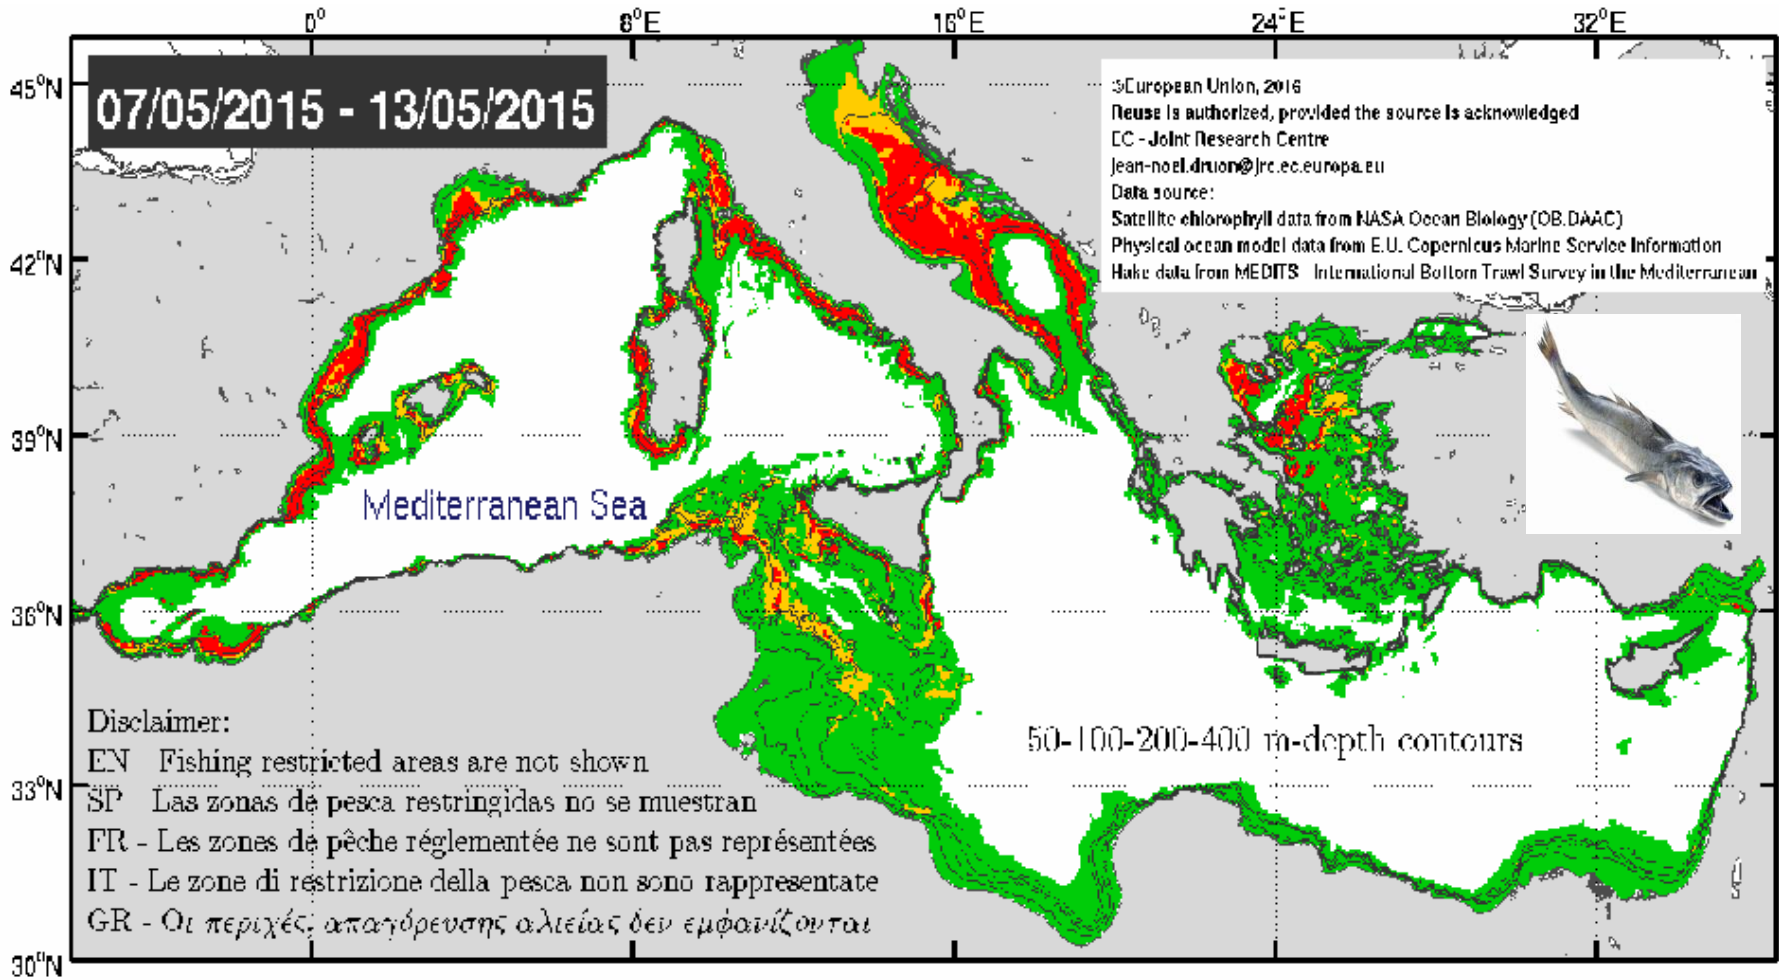 0° 8°E 16°E 24°E 32°E
45°N
42°N
39°N
36°N
33°N
30°N
07/05/2015 - 13/05/2015
©European Union, 2016
Reuse is authorized, provided the source is acknowledged
EC - Joint Research Centre
jean-noel.druon@jrc.ec.europa.eu
Data source:
Satellite chlorophyll data from NASA Ocean Biology (OB.DAAC)
Physical ocean model data from E.U. Copernicus Marine Service Information
Hake data from MEDITS - International Bottom Trawl Survey in the Mediterranean
Mediterranean Sea
50-100-200-400 m-depth contours
Disclaimer:
EN - Fishing restricted areas are not shown
SP - Las zonas de pesca restringidas no se muestran
FR - Les zones de pêche réglementée ne sont pas représentées
IT - Le zone di restrizione della pesca non sono rappresentate
GR - Οι περιχές, απαγόρευσης αλιείας δεν εμφανίζονται